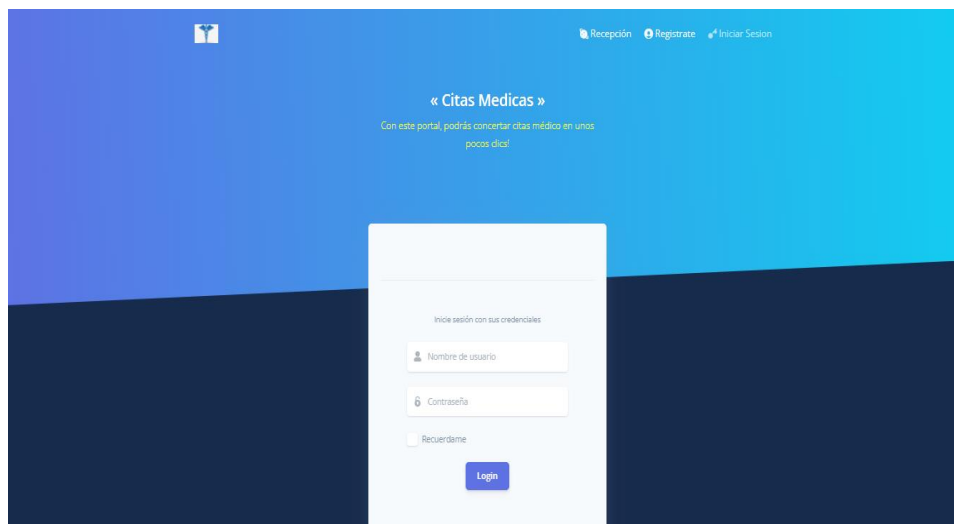 Recepción
Registrate
Iniciar Sesion
« Citas Medicas »
Con este portal, podrás concertar citas médico en unos
pocos clics!
Inicie sesión con sus credenciales
Nombre de usuario
Contraseña
Recuerdame
Login